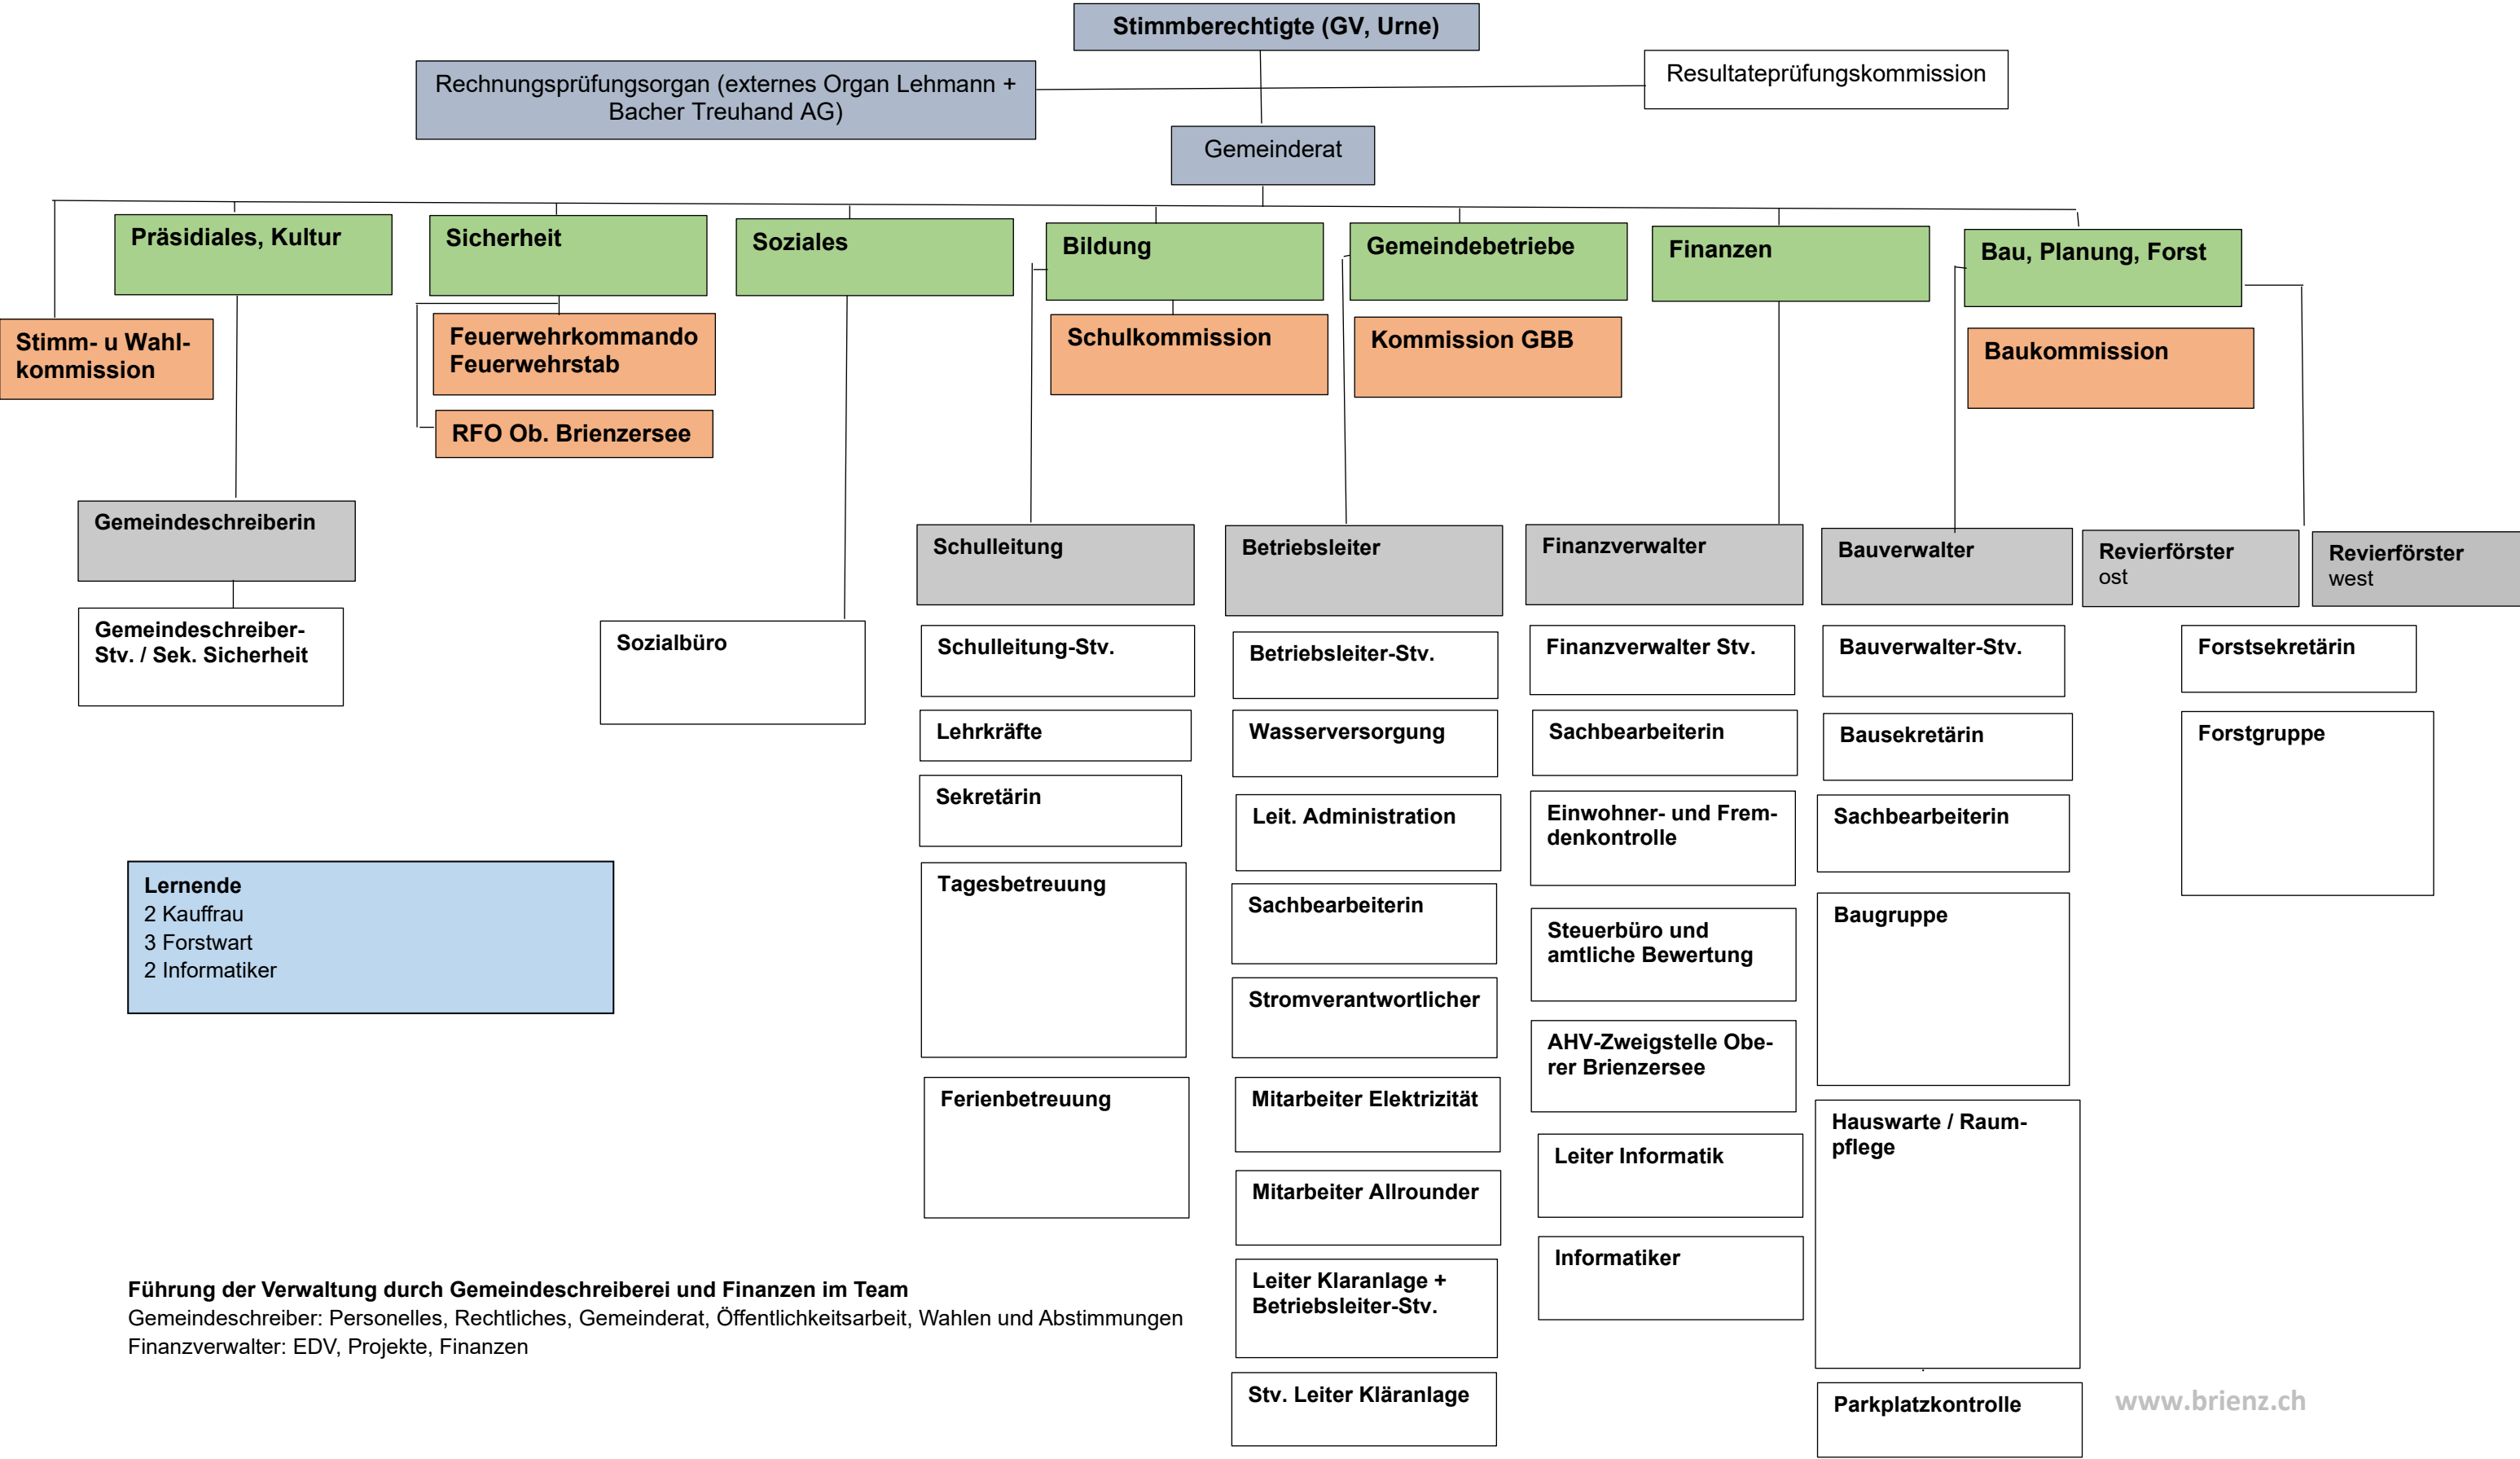 Stimmberechtigte (GV, Urne)
Rechnungsprüfungsorgan (externes Organ Lehmann +
Bacher Treuhand AG)
Resultateprüfungskommission
Gemeinderat
Präsidiales, Kultur
Sicherheit
Soziales
Bildung
Gemeindebetriebe
Finanzen
Bau, Planung, Forst
Stimm- u Wahl-
kommission
Feuerwehrkommando
Feuerwehrstab
RFO Ob. Brienzersee
Schulkommission
Kommission GBB
Baukommission
Gemeindeschreiberin
Gemeindeschreiber-
Stv. / Sek. Sicherheit
Sozialbüro
Schulleitung
Schulleitung-Stv.
Lehrkräfte
Sekretärin
Tagesbetreuung
Ferienbetreuung
Betriebsleiter
Betriebsleiter-Stv.
Wasserversorgung
Leit. Administration
Sachbearbeiterin
Stromverantwortlicher
Mitarbeiter Elektrizität
Mitarbeiter Allrounder
Leiter Klaranlage +
Betriebsleiter-Stv.
Stv. Leiter Kläranlage
Finanzverwalter
Finanzverwalter Stv.
Sachbearbeiterin
Einwohner- und Frem-
denkontrolle
Steuerbüro und
amtliche Bewertung
AHV-Zweigstelle Obe-
rer Brienzersee
Leiter Informatik
Informatiker
Bauverwalter
Bauverwalter-Stv.
Bausekretärin
Sachbearbeiterin
Baugruppe
Hauswarte / Raum-
pflege
Parkplatzkontrolle
Revierförster
ost
Revierförster
west
Forstsekretärin
Forstgruppe
Lernende
2 Kauffrau
3 Forstwart
2 Informatiker
Führung der Verwaltung durch Gemeindeschreiberei und Finanzen im Team
Gemeindeschreiber: Personelles, Rechtliches, Gemeinderat, Öffentlichkeitsarbeit, Wahlen und Abstimmungen
Finanzverwalter: EDV, Projekte, Finanzen
www.brienz.ch